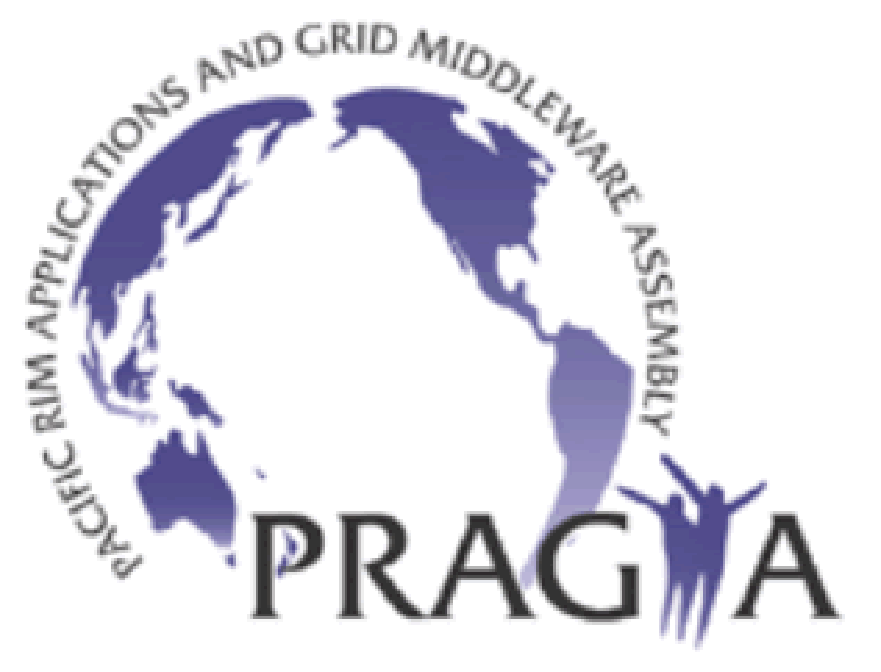 PACIFIC RIM APPLICATIONS AND GRID MIDDLEWARE ASSEMBLY
PRAGMA